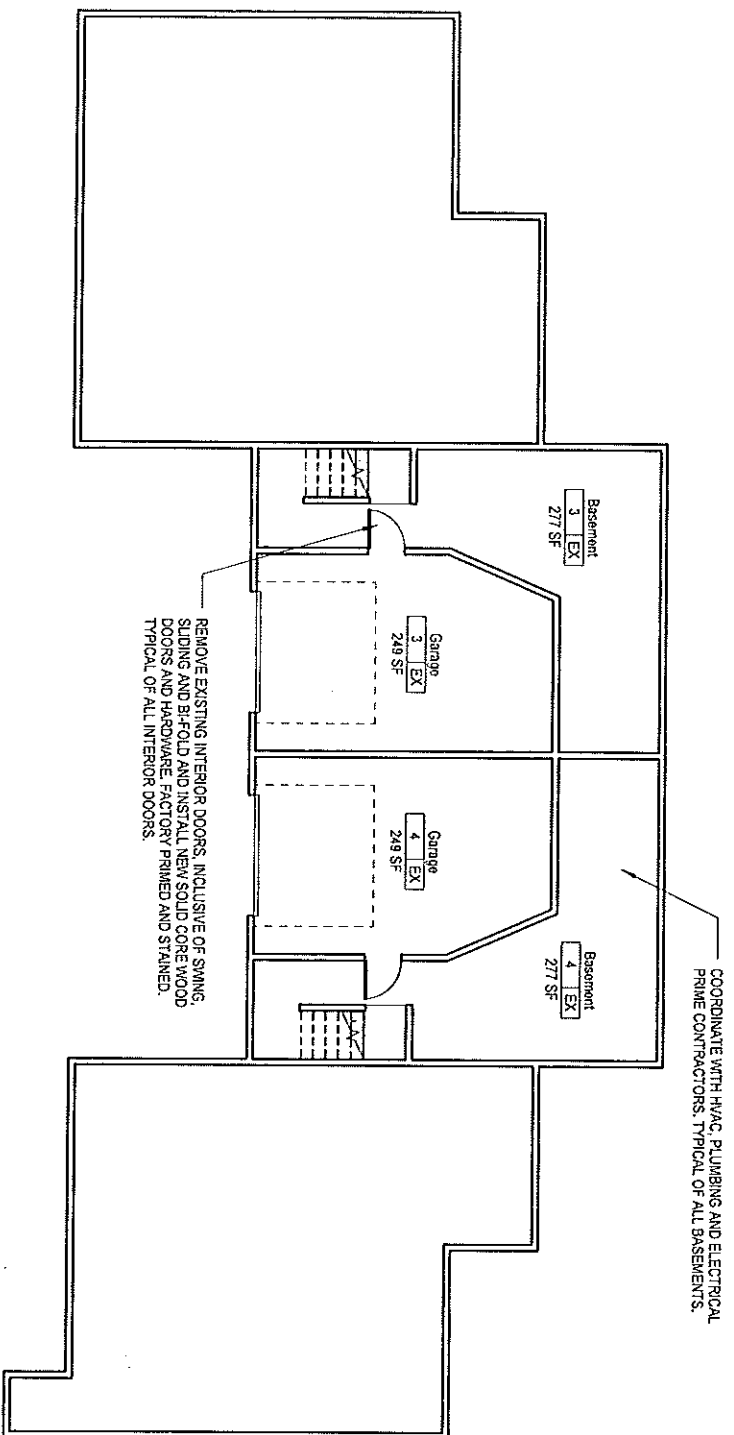 COORDINATE WITH HVAC, PLUMBING AND ELECTRICAL
PRIME CONTRACTORS. TYPICAL OF ALL BASEMENTS.
Basement
3 EX
277 SF
Garage
3 EX
249 SF
Garage
4 EX
249 SF
Basement
4 EX
277 SF
REMOVE EXISTING INTERIOR DOORS, INCLUSIVE OF SWING,
SLIDING AND BI-FOLD AND INSTALL NEW SOLID CORE WOOD
DOORS AND HARDWARE, FACTORY PRIMED AND STAINED.
TYPICAL OF ALL INTERIOR DOORS.